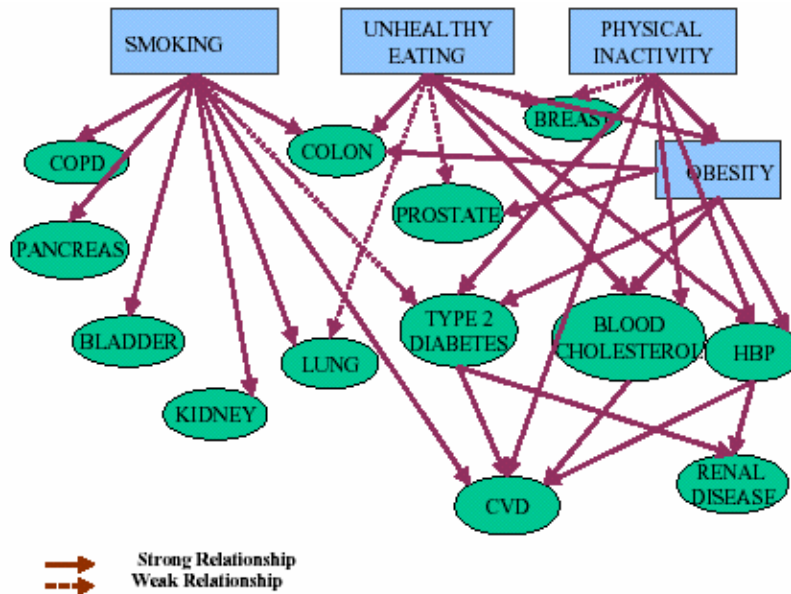 SMOKING
UNHEALTHY
EATING
PHYSICAL
INACTIVITY
BREAST
COPD
COLON
OBESITY
PROSTATE
PANCREAS
TYPE 2
DIABETES
BLOOD
CHOLESTEROL
HBP
BLADDER
LUNG
KIDNEY
CVD
RENAL
DISEASE
Strong Relationship
Weak Relationship